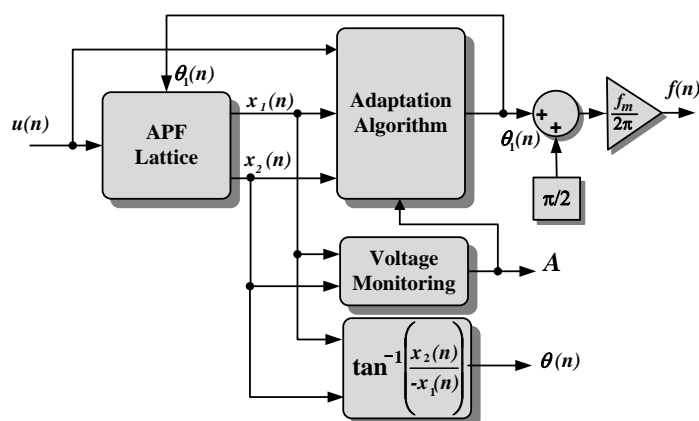 θ₁(n)
u(n)
APF
Lattice
x₁(n)
x₂(n)
Adaptation
Algorithm
θ₁(n)
+
+
π/2
fₘ
2π
f(n)
Voltage
Monitoring
A
tan⁻¹(x₂(n)/-x₁(n))
θ(n)